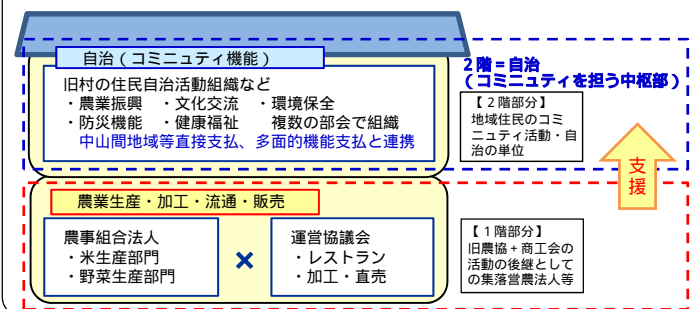 自治（コミュニティ機能）
旧村の住民自治活動組織など
・農業振興　・文化交流　・環境保全
・防災機能　・健康福祉　　複数の部会で組織
中山間地域等直接支払、多面的機能支払と連携
２階＝自治
（コミュニティを担う中枢部）
【２階部分】
地域住民のコミ
ュニティ活動・自
治の単位
支
援
農業生産・加工・流通・販売
農事組合法人
・米生産部門
・野菜生産部門
×
運営協議会
・レストラン
・加工・直売
【１階部分】
旧農協＋商工会の
活動の後継として
の集落営農法人等